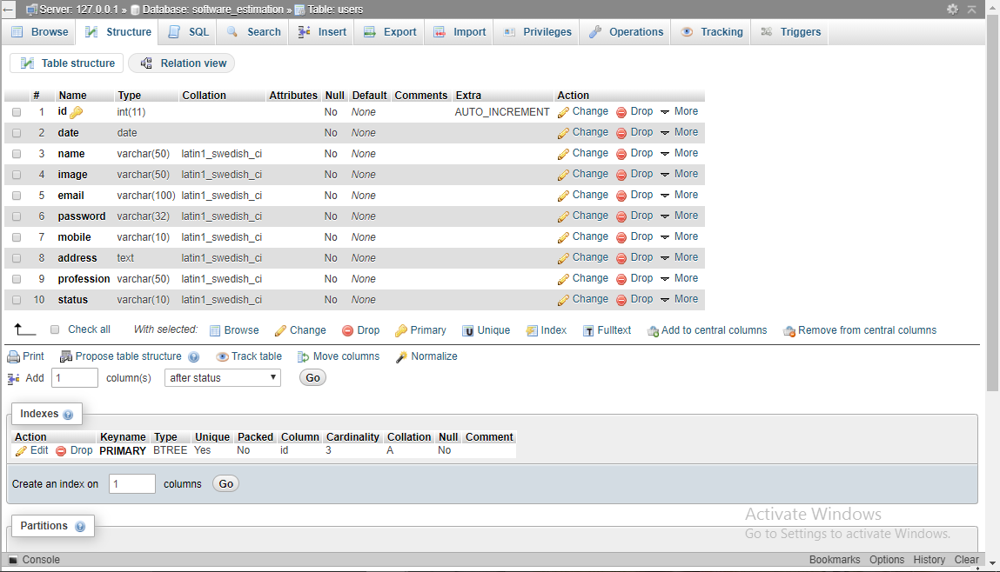 Server: 127.0.0.1 » Database: software_estimation » Table: users
Browse Structure SQL Search Insert Export Import Privileges Operations Tracking Triggers
Table structure Relation view
# Name Type Collation Attributes Null Default Comments Extra Action
1 id int(11) No None AUTO_INCREMENT Change Drop More
2 date date No None Change Drop More
3 name varchar(50) latin1_swedish_ci No None Change Drop More
4 image varchar(50) latin1_swedish_ci No None Change Drop More
5 email varchar(100) latin1_swedish_ci No None Change Drop More
6 password varchar(32) latin1_swedish_ci No None Change Drop More
7 mobile varchar(10) latin1_swedish_ci No None Change Drop More
8 address text latin1_swedish_ci No None Change Drop More
9 profession varchar(50) latin1_swedish_ci No None Change Drop More
10 status varchar(10) latin1_swedish_ci No None Change Drop More
Check all With selected: Browse Change Drop Primary Unique Index Fulltext Add to central columns Remove from central columns
Print Propose table structure Track table Move columns Normalize
Add 1 column(s) after status Go
Indexes
Action Keyname Type Unique Packed Column Cardinality Collation Null Comment
Edit Drop PRIMARY BTREE Yes No id 3 A No
Create an index on 1 columns Go
Partitions
Activate Windows
Go to Settings to activate Windows.
Console Bookmarks Options History Clear